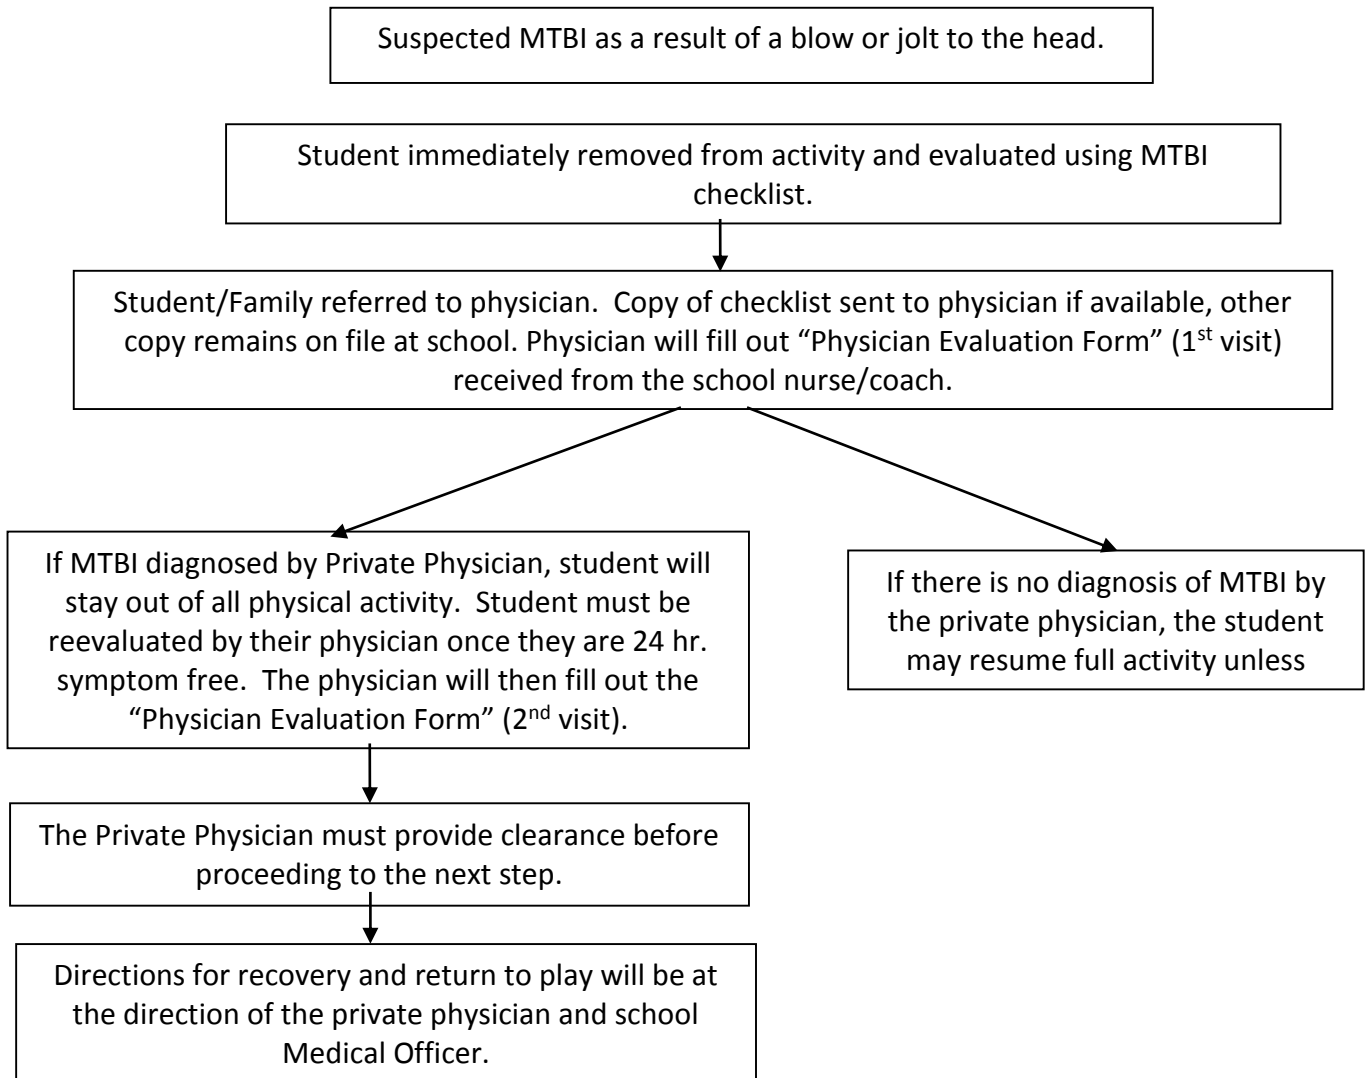 Suspected MTBI as a result of a blow or jolt to the head.
Student immediately removed from activity and evaluated using MTBI
checklist.
Student/Family referred to physician.  Copy of checklist sent to physician if available, other
copy remains on file at school. Physician will fill out “Physician Evaluation Form” (1st visit)
received from the school nurse/coach.
If MTBI diagnosed by Private Physician, student will
stay out of all physical activity.  Student must be
reevaluated by their physician once they are 24 hr.
symptom free.  The physician will then fill out the
“Physician Evaluation Form” (2nd visit).
If there is no diagnosis of MTBI by
the private physician, the student
may resume full activity unless
The Private Physician must provide clearance before
proceeding to the next step.
Directions for recovery and return to play will be at
the direction of the private physician and school
Medical Officer.